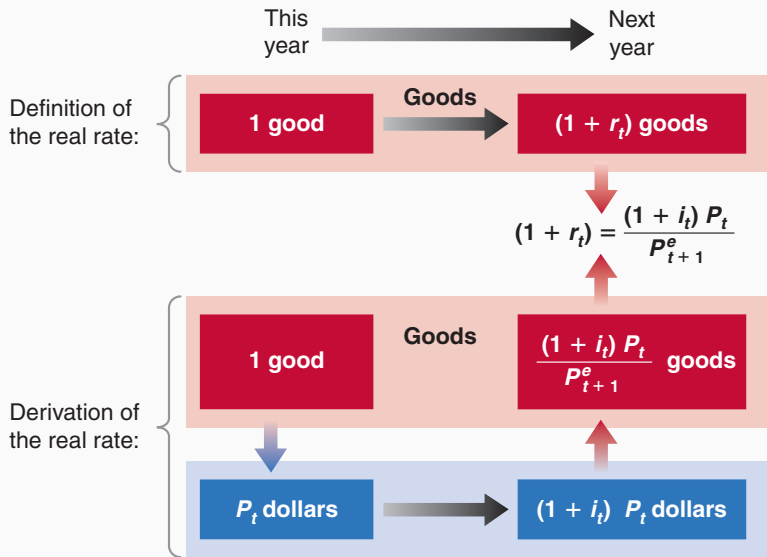 This year
Next year
Definition of the real rate:
Goods
1 good
(1 + r_t) goods
(1 + r_t) = (1 + i_t) P_t / P^e_{t+1}
Derivation of the real rate:
1 good
Goods
(1 + i_t) P_t / P^e_{t+1} goods
P_t dollars
(1 + i_t) P_t dollars